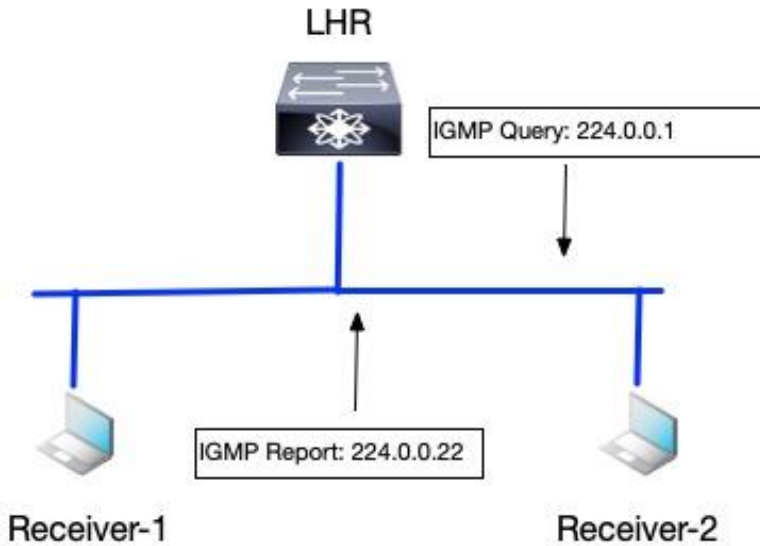 LHR
IGMP Query: 224.0.0.1
IGMP Report: 224.0.0.22
Receiver-1
Receiver-2